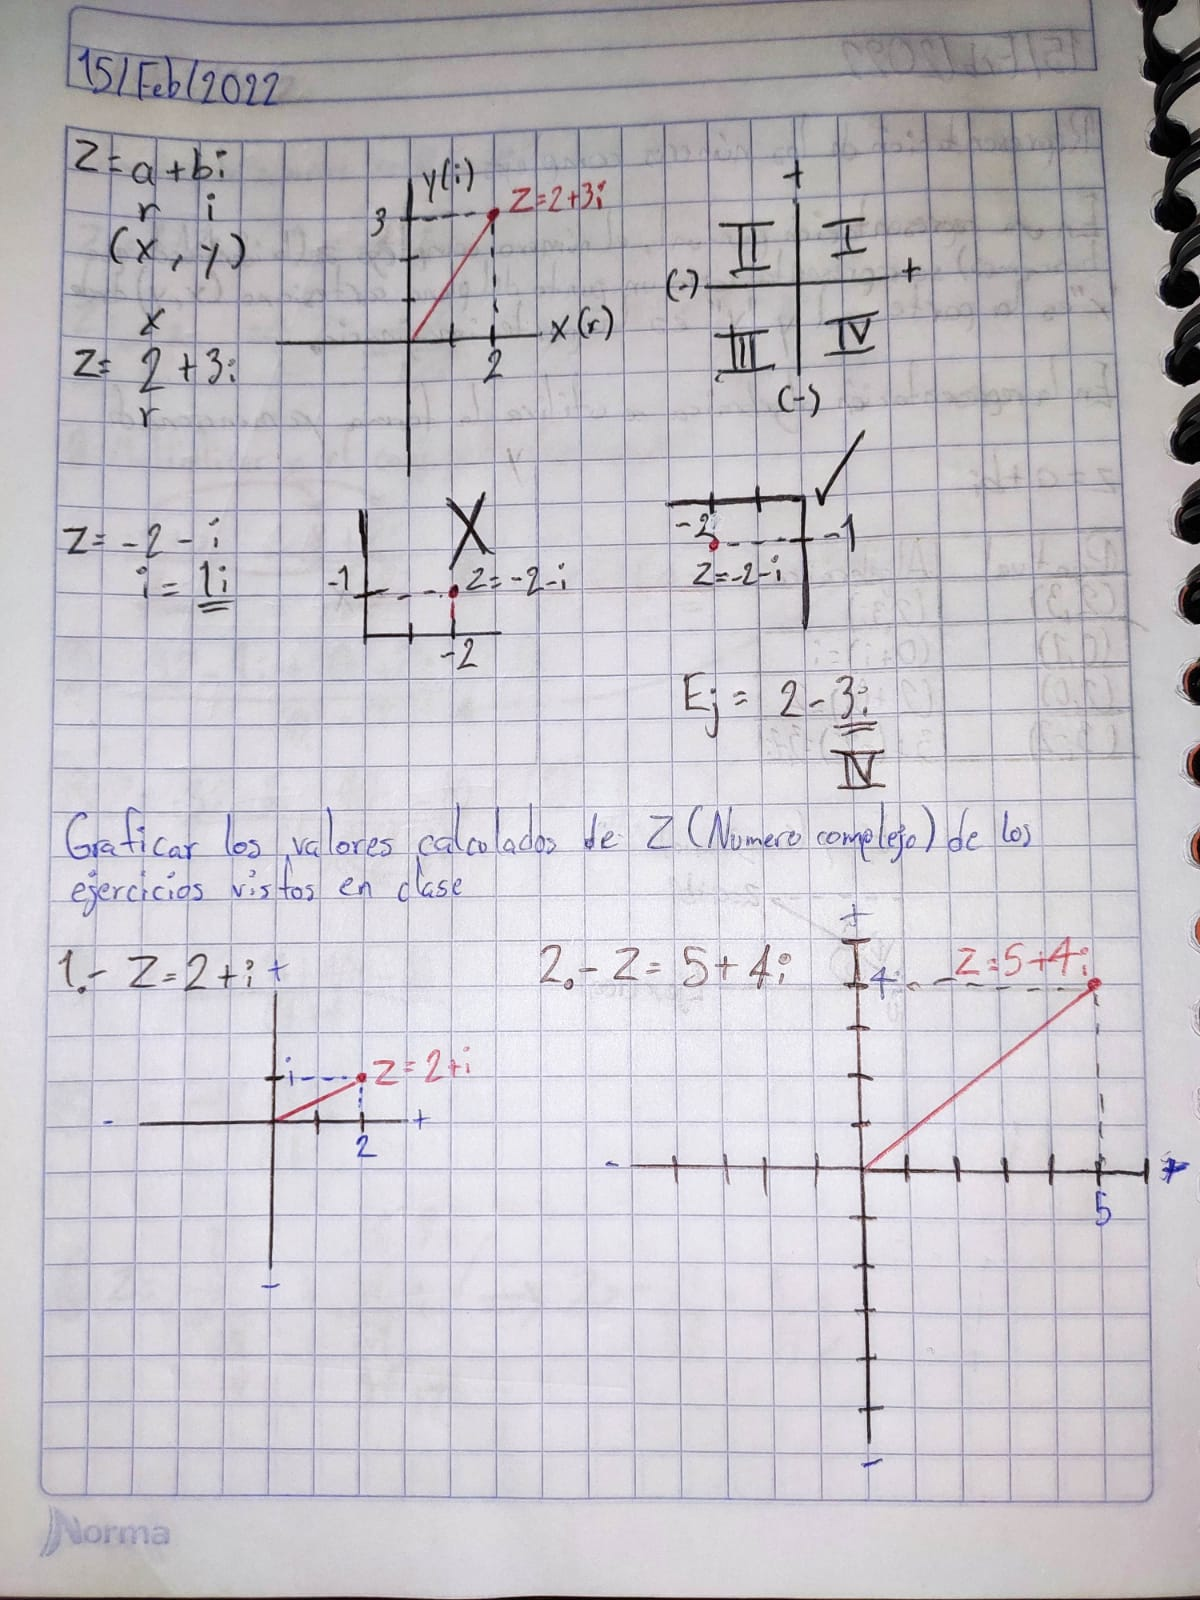 15/Feb/2022
Z=a+bi
r i
(x, y)
x
Z= 2+3i
r
y(i)
3
Z=2+3i
x(r)
2
+
II
I
(-)
+
III
IV
(-)
Z= -2-i
i= 1i
X
-1
Z=-2-i
-2
-2
-1
Z=-2-i
Ej= 2-3i
IV
Graficar los valores calculados de Z (Numero complejo) de los
ejercicios vistos en clase
1.- Z=2+i
+
i
Z=2+i
-
+
2
-
2.- Z= 5+4i
+
4i
Z=5+4i
-
+
5
-
Norma